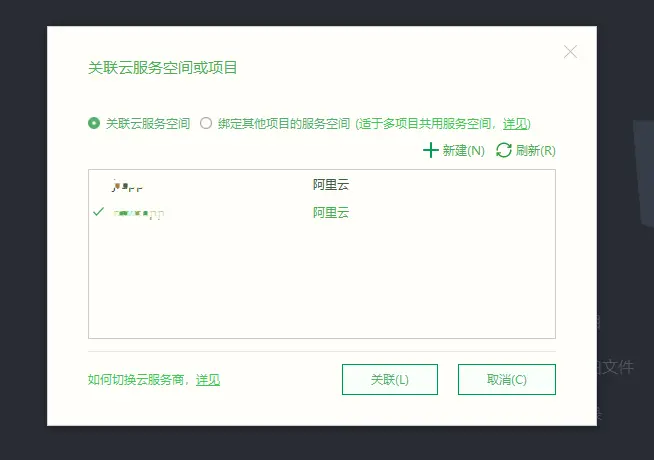 关联云服务空间或项目
关联云服务空间 绑定其他项目的服务空间 (适于多项目共用服务空间，详见)
新建(N) 刷新(R)
阿里云
阿里云
如何切换云服务商，详见 关联(L) 取消(C)
文件